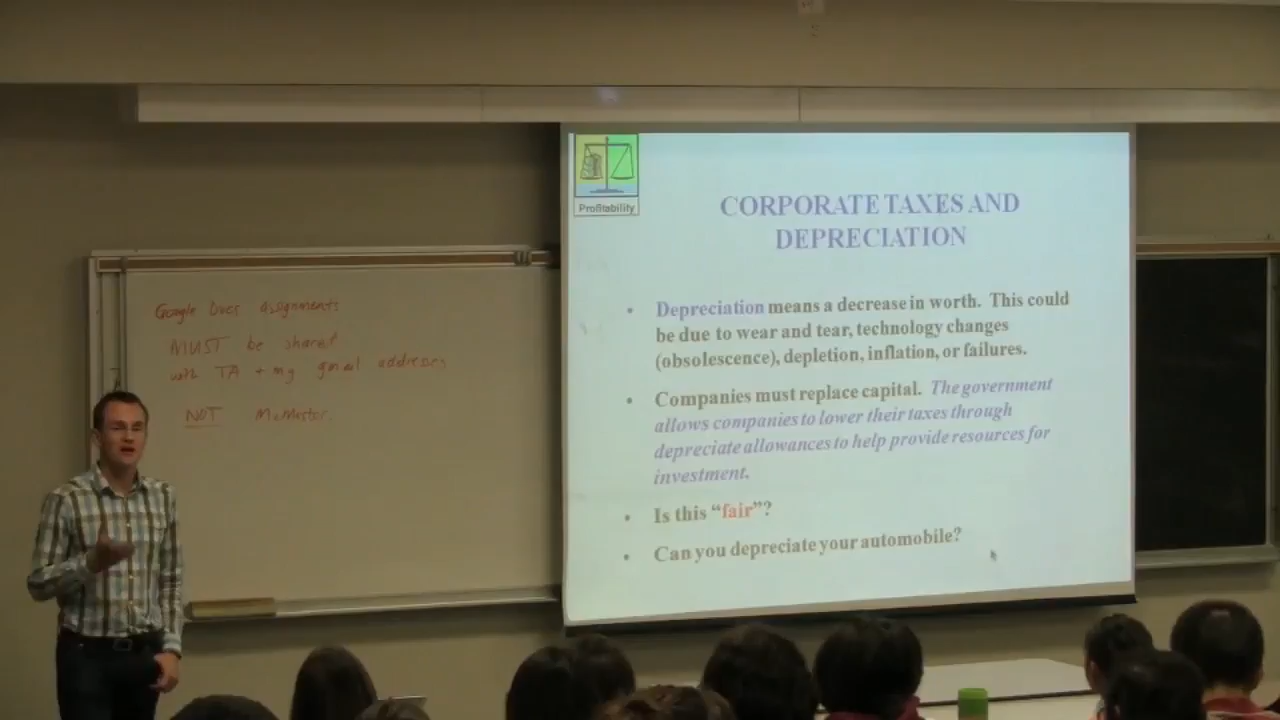 Google Docs assignments
MUST be shared
with TA + my gmail addresses
NOT McMaster.
Profitability
CORPORATE TAXES AND
DEPRECIATION
• Depreciation means a decrease in worth. This could
be due to wear and tear, technology changes
(obsolescence), depletion, inflation, or failures.
• Companies must replace capital. The government
allows companies to lower their taxes through
depreciate allowances to help provide resources for
investment.
• Is this “fair”?
• Can you depreciate your automobile?